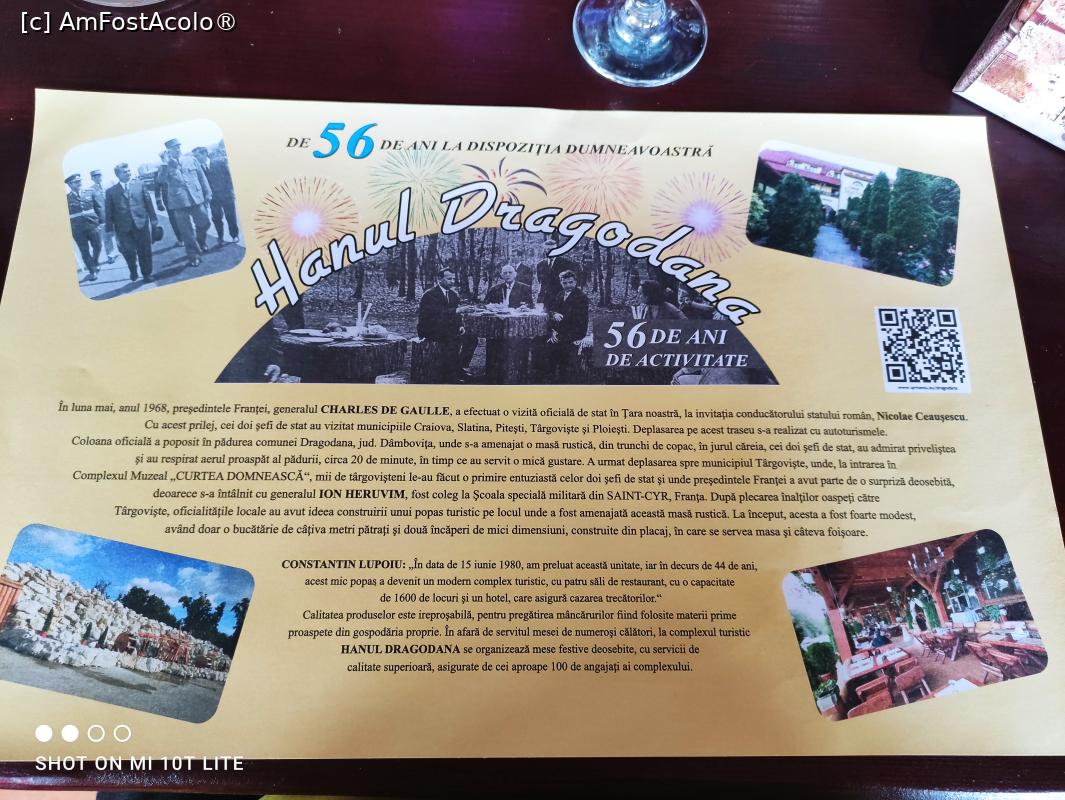 [c] AmFostAcolo®
DE 56 DE ANI LA DISPOZIȚIA DUMNEAVOASTRĂ
Hanul Dragodana
56 DE ANI
DE ACTIVITATE
În luna mai, anul 1968, președintele Franței, generalul CHARLES DE GAULLE, a efectuat o vizită oficială de stat în Țara noastră, la invitația conducătorului statului român, Nicolae Ceaușescu.
Cu acest prilej, cei doi șefi de stat au vizitat municipiile Craiova, Slatina, Pitești, Târgoviște și Ploiești. Deplasarea pe acest traseu s-a realizat cu autoturismele.
Coloana oficială a poposit în pădurea comunei Dragodana, jud. Dâmbovița, unde s-a amenajat o masă rustică, din trunchi de copac, în jurul căreia, cei doi șefi de stat, au admirat priveliștea
și au respirat aerul proaspăt al pădurii, circa 20 de minute, în timp ce au servit o mică gustare. A urmat deplasarea spre municipiul Târgoviște, unde, la intrarea în
Complexul Muzeal „CURTEA DOMNEASCĂ“, mii de târgovișteni le-au făcut o primire entuziastă celor doi șefi de stat și unde președintele Franței a avut parte de o surpriză deosebită,
deoarece s-a întâlnit cu generalul ION HERUVIM, fost coleg la Școala specială militară din SAINT-CYR, Franța. După plecarea înalților oaspeți către
Târgoviște, oficialitățile locale au avut ideea construirii unui popas turistic pe locul unde a fost amenajată această masă rustică. La început, acesta a fost foarte modest,
având doar o bucătărie de câțiva metri pătrați și două încăperi de mici dimensiuni, construite din placaj, în care se servea masa și câteva foișoare.
CONSTANTIN LUPOIU: „În data de 15 iunie 1980, am preluat această unitate, iar în decurs de 44 de ani,
acest mic popas a devenit un modern complex turistic, cu patru săli de restaurant, cu o capacitate
de 1600 de locuri și un hotel, care asigură cazarea trecătorilor.“
Calitatea produselor este ireproșabilă, pentru pregătirea mâncărurilor fiind folosite materii prime
proaspete din gospodăria proprie. În afară de servitul mesei de numeroși călători, la complexul turistic
HANUL DRAGODANA se organizează mese festive deosebite, cu servicii de
calitate superioară, asigurate de cei aproape 100 de angajați ai complexului.
SHOT ON MI 10T LITE